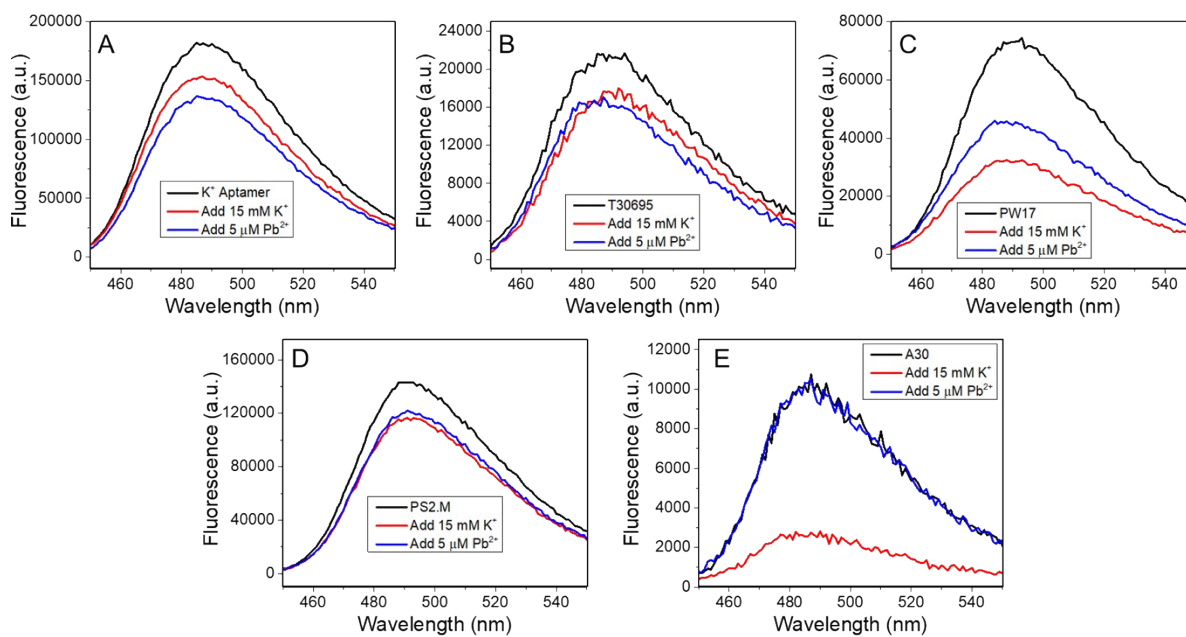 A
200000
150000
100000
50000
0
Fluorescence (a.u.)
K⁺ Aptamer
Add 15 mM K⁺
Add 5 μM Pb²⁺
460 480 500 520 540
Wavelength (nm)
B
24000
20000
16000
12000
8000
4000
0
Fluorescence (a.u.)
T30695
Add 15 mM K⁺
Add 5 μM Pb²⁺
460 480 500 520 540
Wavelength (nm)
C
80000
60000
40000
20000
0
Fluorescence (a.u.)
PW17
Add 15 mM K⁺
Add 5 μM Pb²⁺
460 480 500 520 540
Wavelength (nm)
D
160000
120000
80000
40000
0
Fluorescence (a.u.)
PS2.M
Add 15 mM K⁺
Add 5 μM Pb²⁺
460 480 500 520 540
Wavelength (nm)
E
12000
10000
8000
6000
4000
2000
0
Fluorescence (a.u.)
A30
Add 15 mM K⁺
Add 5 μM Pb²⁺
460 480 500 520 540
Wavelength (nm)